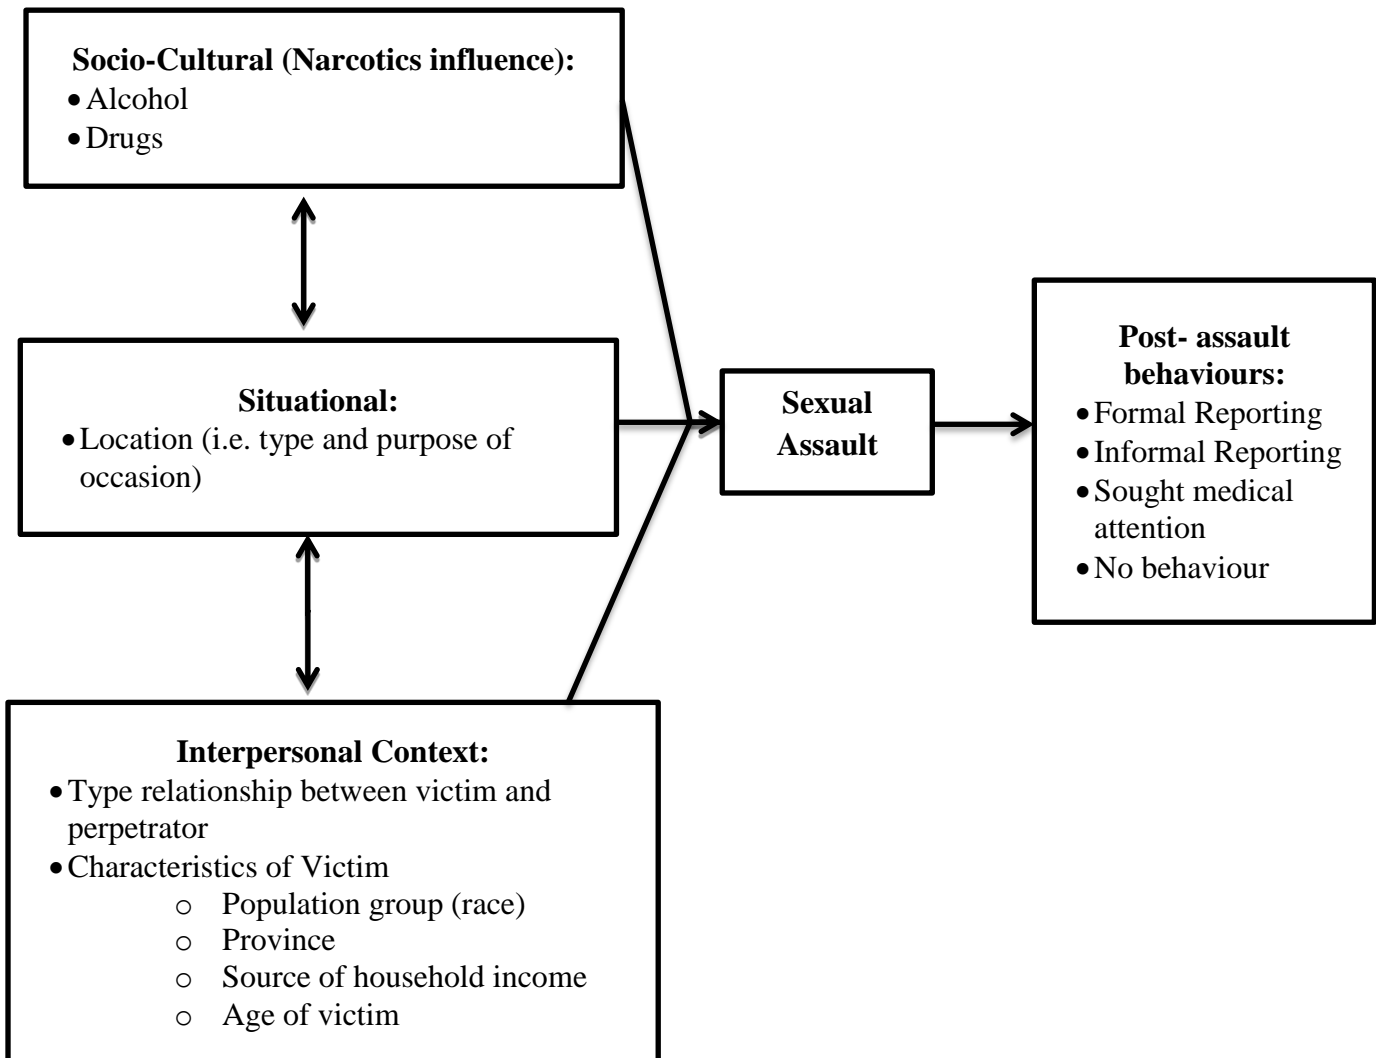 Socio-Cultural (Narcotics influence):
• Alcohol
• Drugs
Situational:
• Location (i.e. type and purpose of
occasion)
Interpersonal Context:
• Type relationship between victim and
perpetrator
• Characteristics of Victim
o Population group (race)
o Province
o Source of household income
o Age of victim
Sexual
Assault
Post- assault
behaviours:
• Formal Reporting
• Informal Reporting
• Sought medical
attention
• No behaviour